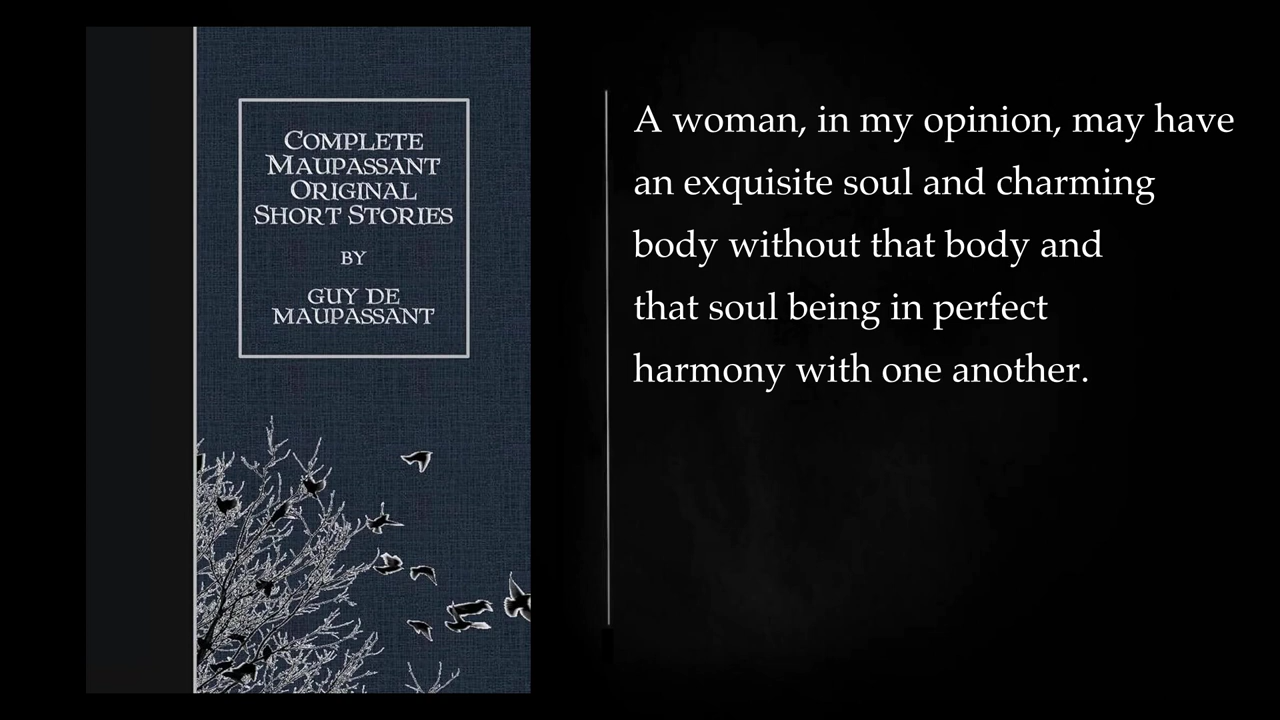 COMPLETE
MAUPASSANT
ORIGINAL
SHORT STORIES
BY
GUY DE
MAUPASSANT
A woman, in my opinion, may have
an exquisite soul and charming
body without that body and
that soul being in perfect
harmony with one another.